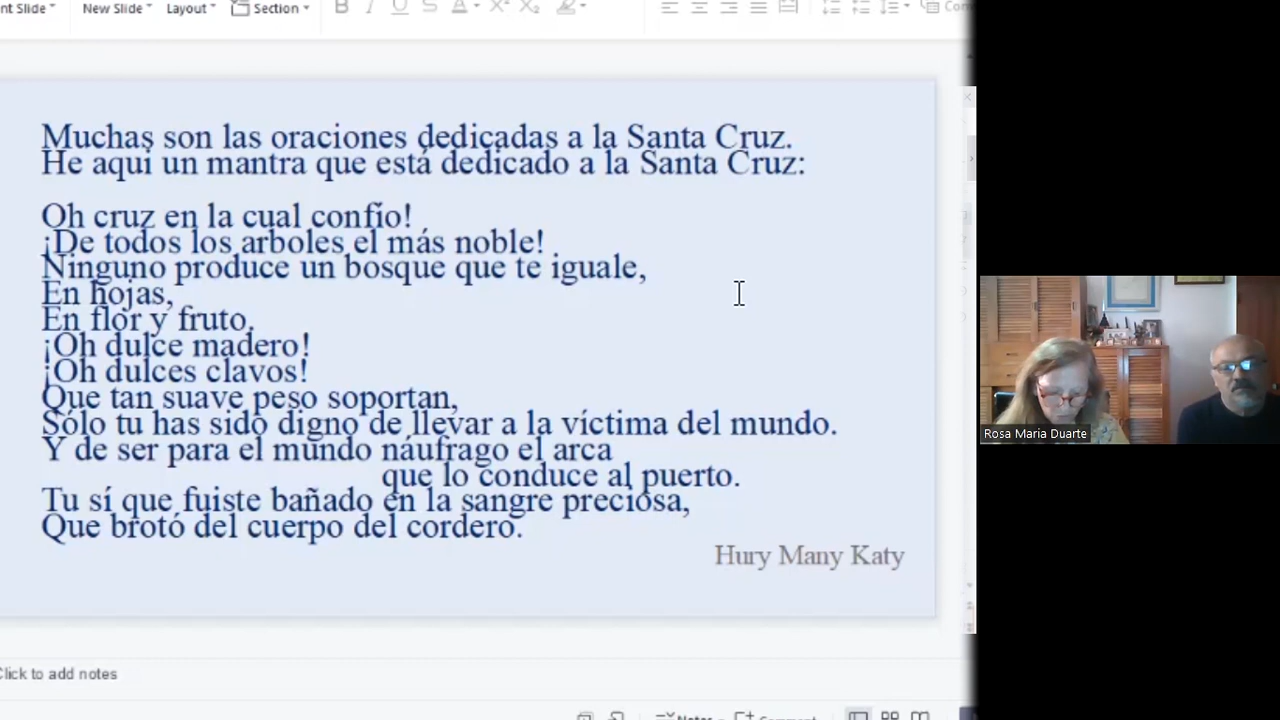 nt Slide
New Slide
Layout
Section
B I U S A X² X₂
Muchas son las oraciones dedicadas a la Santa Cruz.
He aqui un mantra que está dedicado a la Santa Cruz:
Oh cruz en la cual confío!
¡De todos los arboles el más noble!
Ninguno produce un bosque que te iguale,
En hojas,
En flor y fruto.
¡Oh dulce madero!
¡Oh dulces clavos!
Que tan suave peso soportan,
Sólo tu has sido digno de llevar a la víctima del mundo.
Y de ser para el mundo náufrago el arca
que lo conduce al puerto.
Tu sí que fuiste bañado en la sangre preciosa,
Que brotó del cuerpo del cordero.
Hury Many Katy
Rosa Maria Duarte
Click to add notes
Notes
Comment